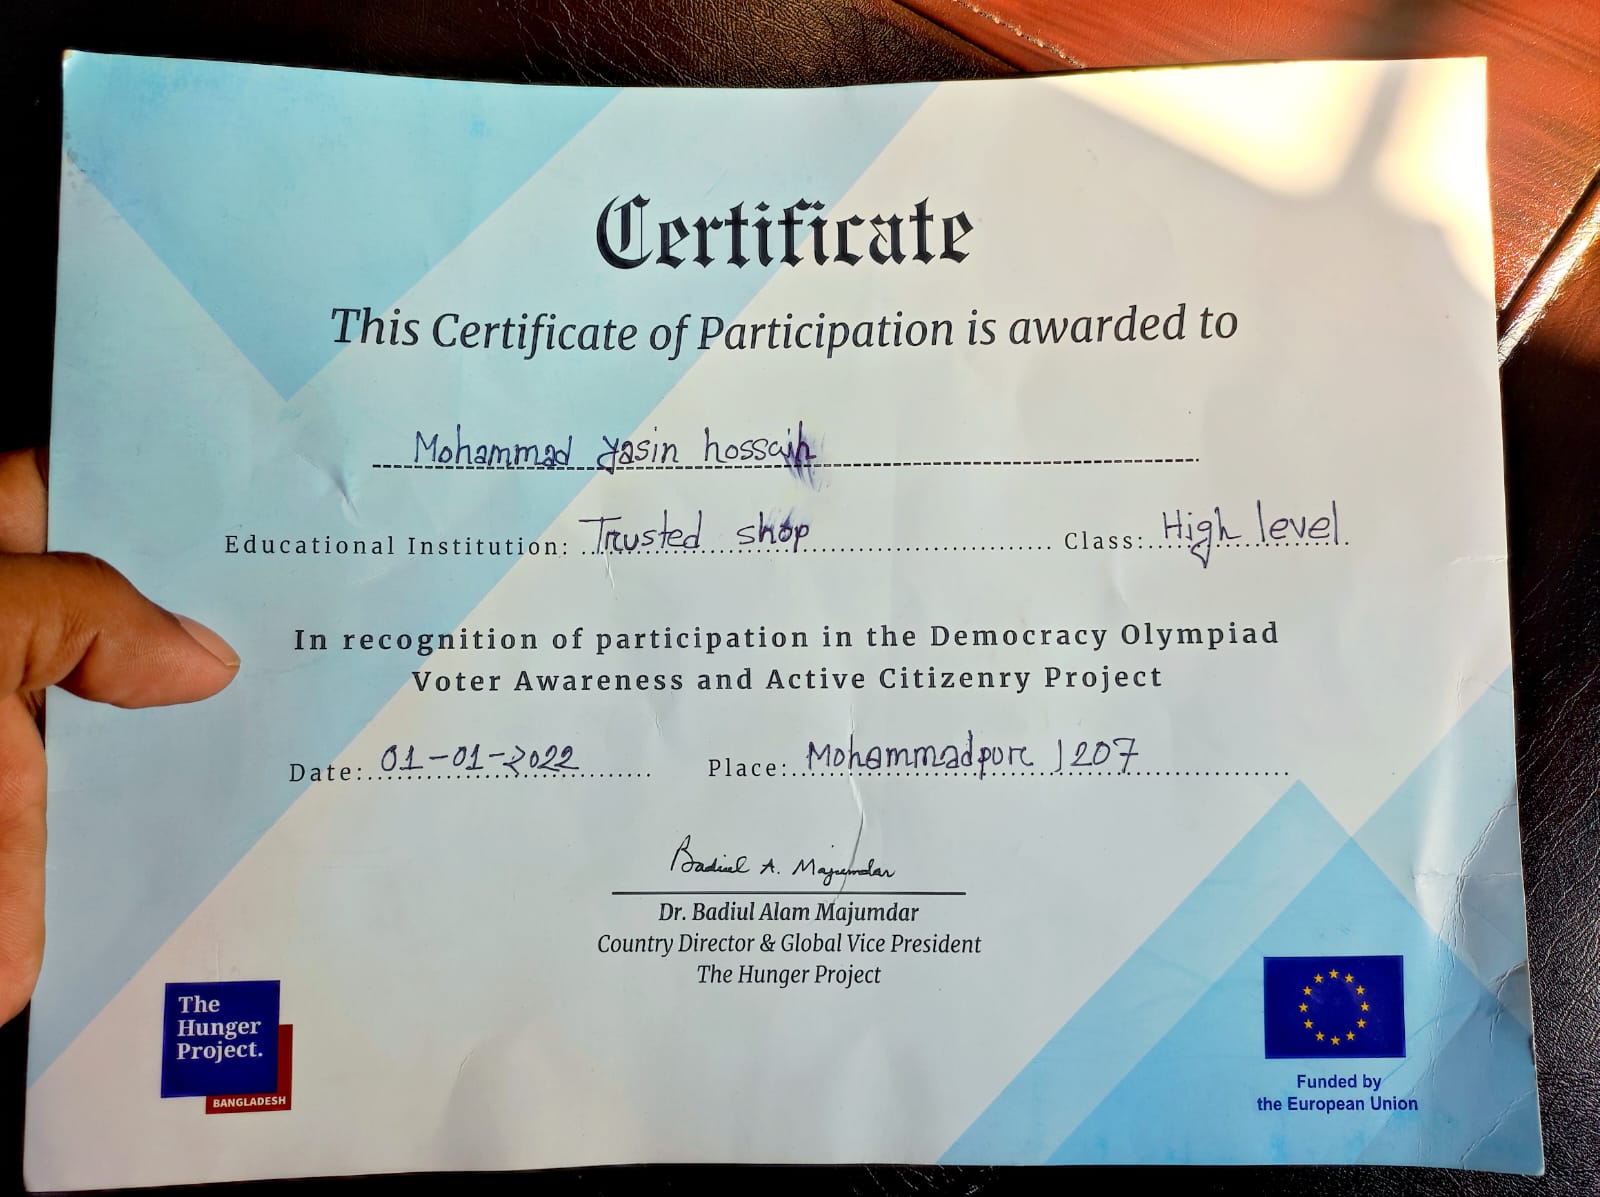 Certificate
This Certificate of Participation is awarded to
Mohammad yasin hossain
Educational Institution: Trusted shop Class: High level
In recognition of participation in the Democracy Olympiad
Voter Awareness and Active Citizenry Project
Date: 01-01-2022 Place: Mohammadpore 1207
Badiul A. Majumdar
Dr. Badiul Alam Majumdar
Country Director & Global Vice President
The Hunger Project
The
Hunger
Project.
BANGLADESH
Funded by
the European Union